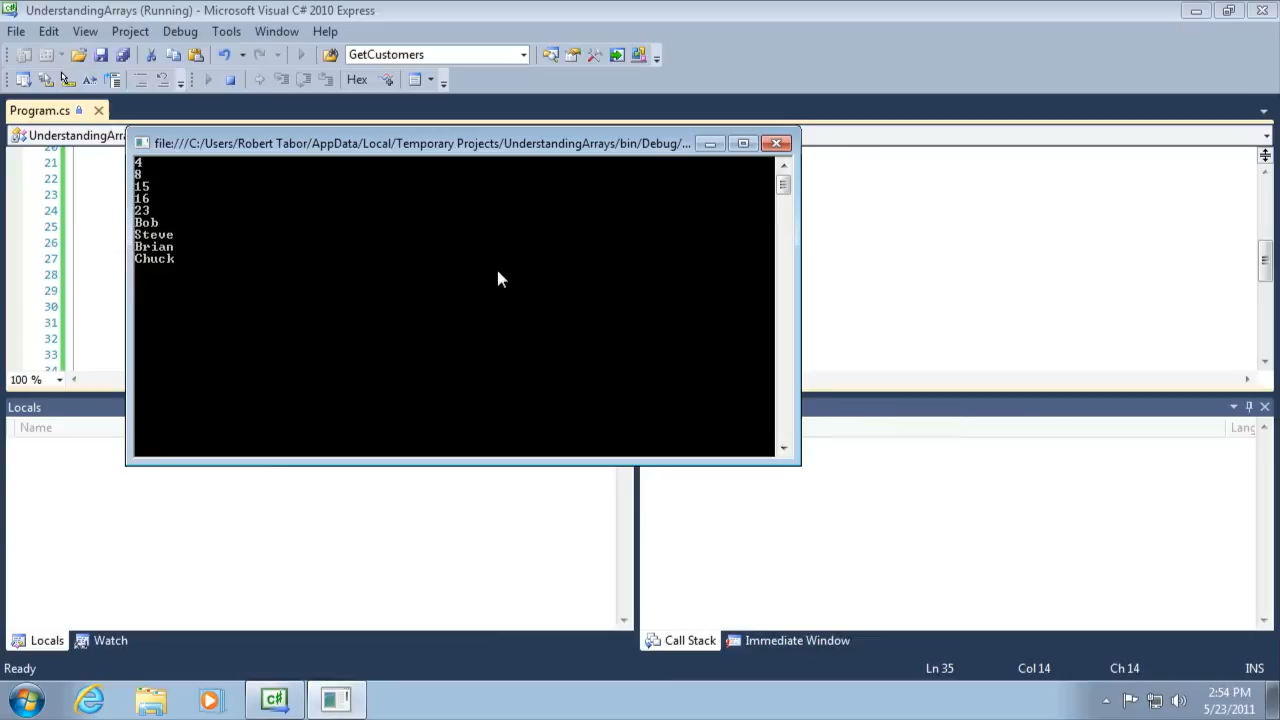 UnderstandingArrays (Running) - Microsoft Visual C# 2010 Express
File Edit View Project Debug Tools Window Help
GetCustomers
Hex
Program.cs
UnderstandingArra
file:///C:/Users/Robert Tabor/AppData/Local/Temporary Projects/UnderstandingArrays/bin/Debug/...
4
8
15
16
23
Bob
Steve
Brian
Chuck
21
22
23
24
25
26
27
28
29
30
31
32
33
100 %
Locals
Name
Lang
Locals Watch
Call Stack Immediate Window
Ready Ln 35 Col 14 Ch 14 INS
2:54 PM
5/23/2011